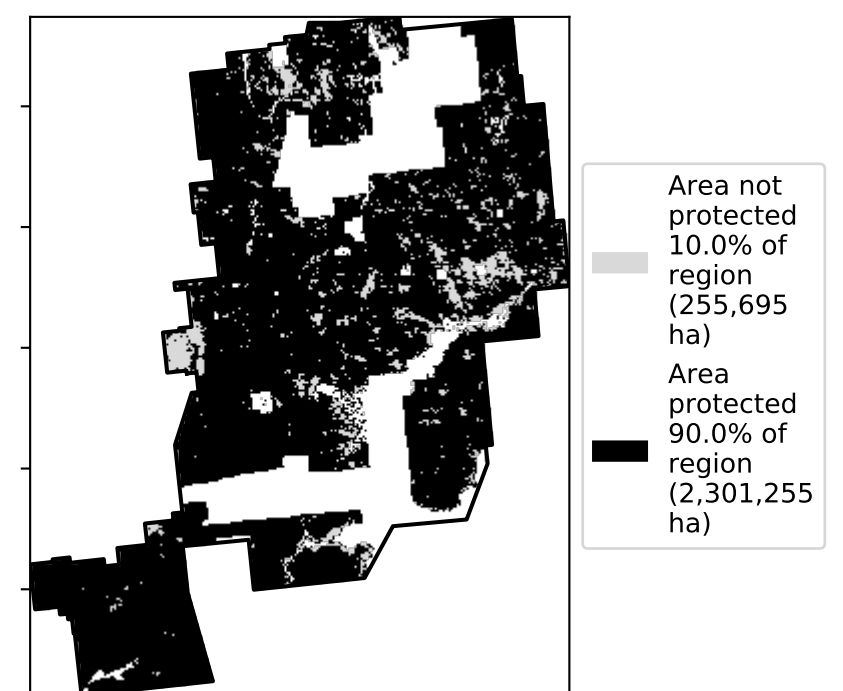 Area not
protected
10.0% of
region
(255,695
ha)
Area
protected
90.0% of
region
(2,301,255
ha)